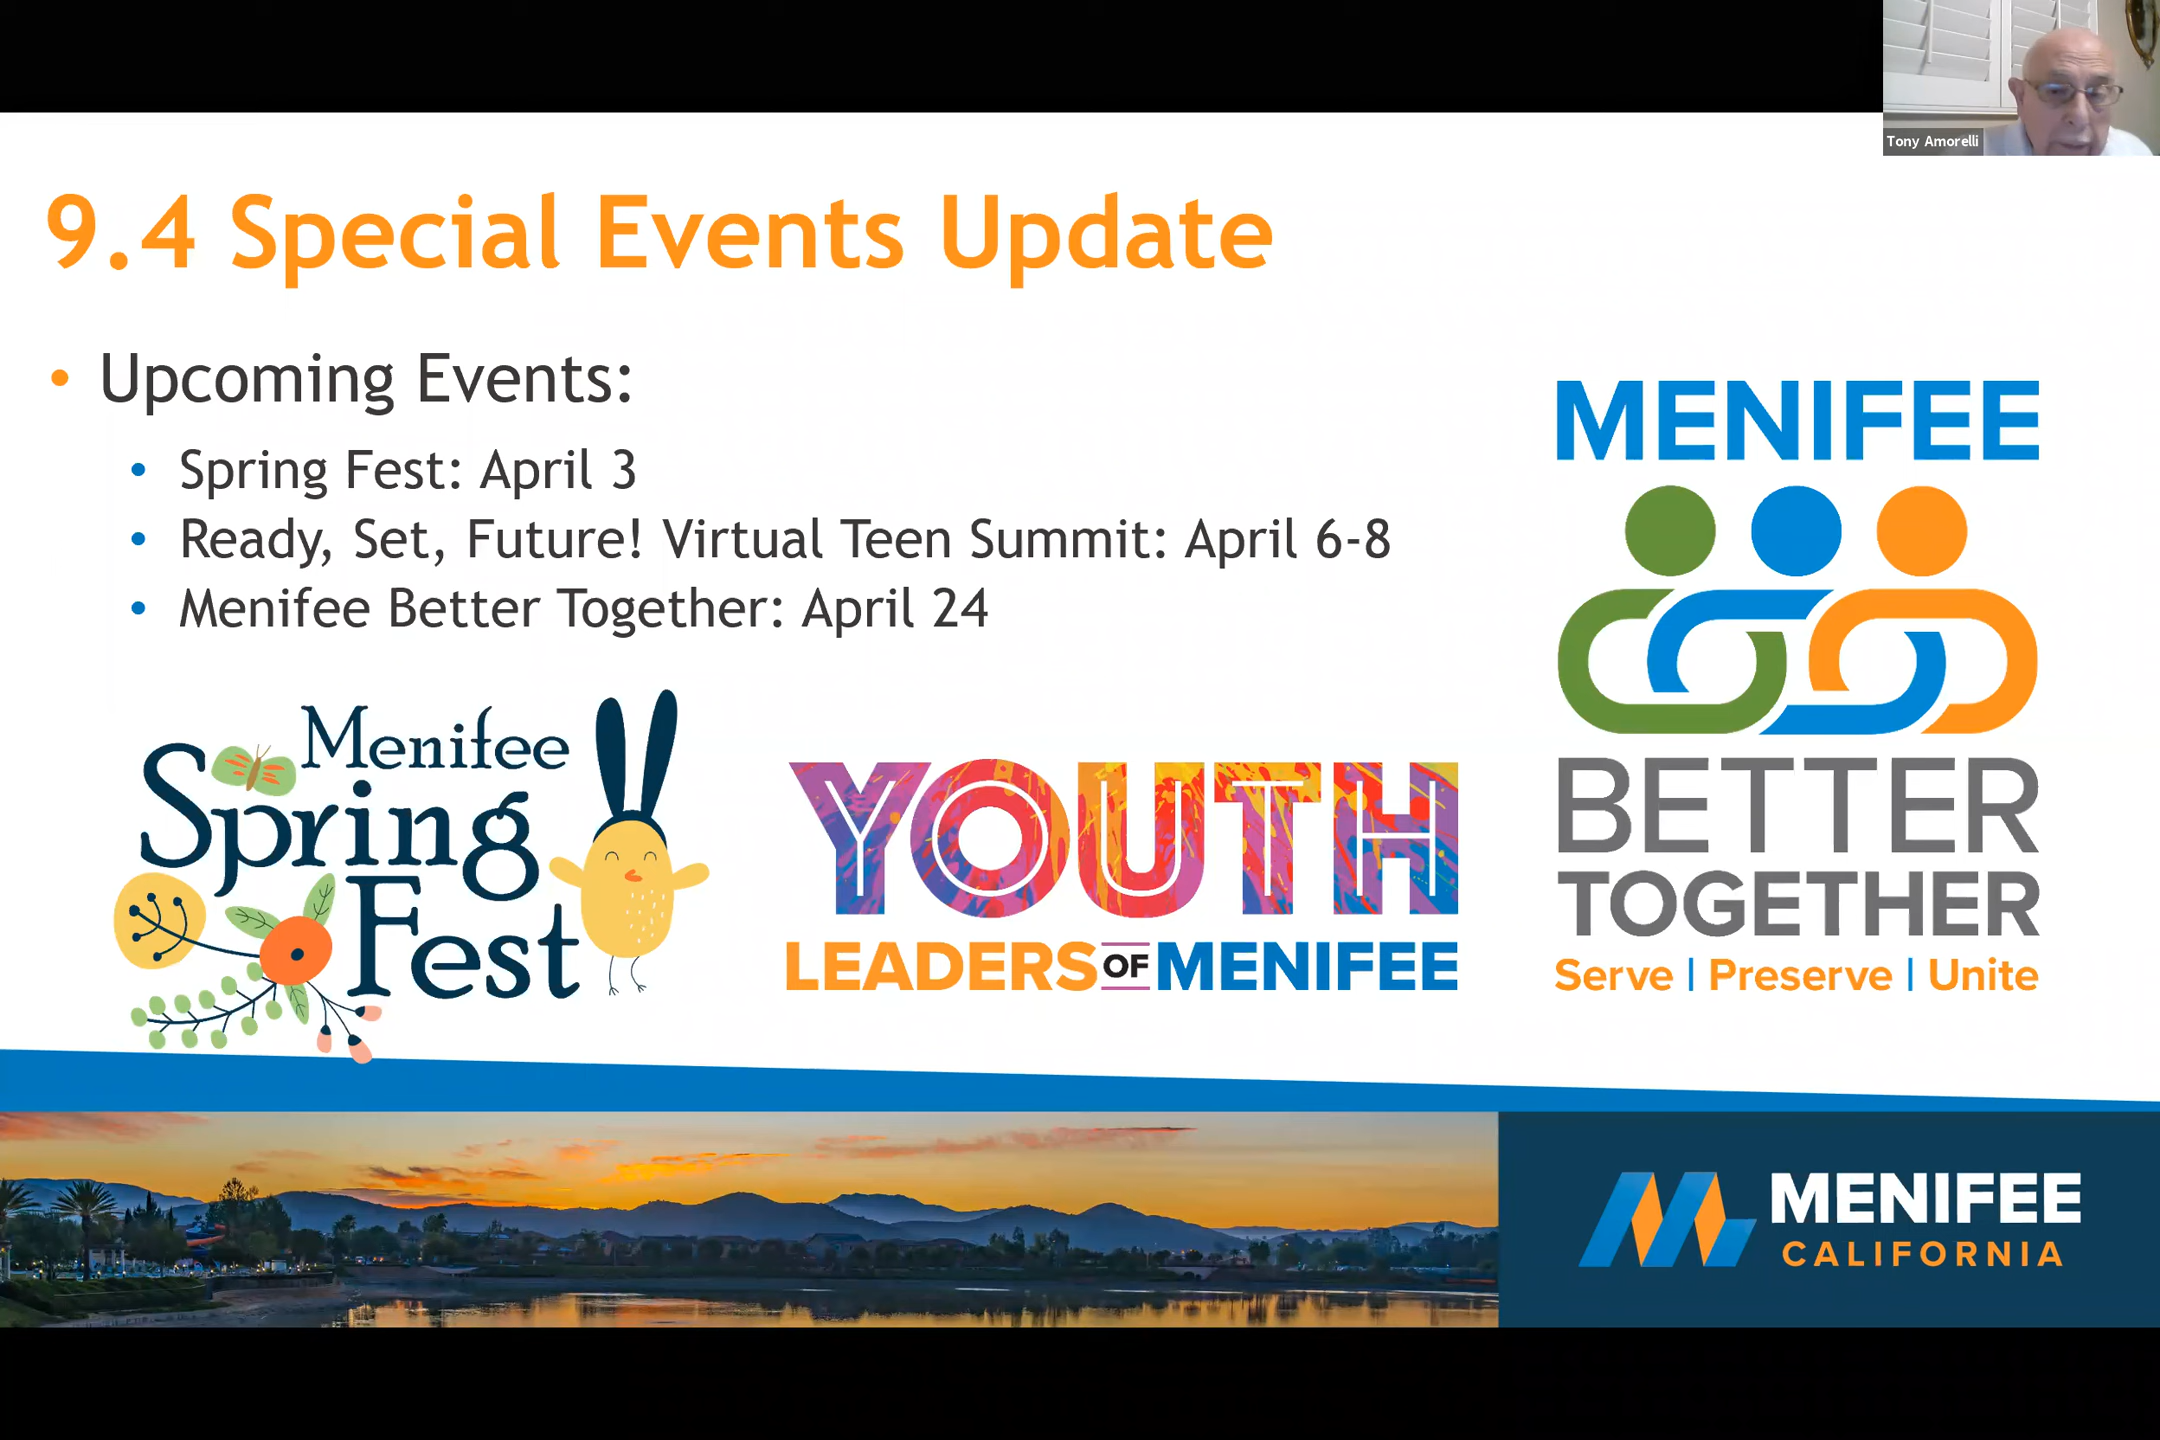 Tony Amorelli
9.4 Special Events Update
• Upcoming Events:
• Spring Fest: April 3
• Ready, Set, Future! Virtual Teen Summit: April 6-8
• Menifee Better Together: April 24
Menifee
Spring
Fest
YOUTH
LEADERS OF MENIFEE
MENIFEE
BETTER
TOGETHER
Serve | Preserve | Unite
MENIFEE
CALIFORNIA